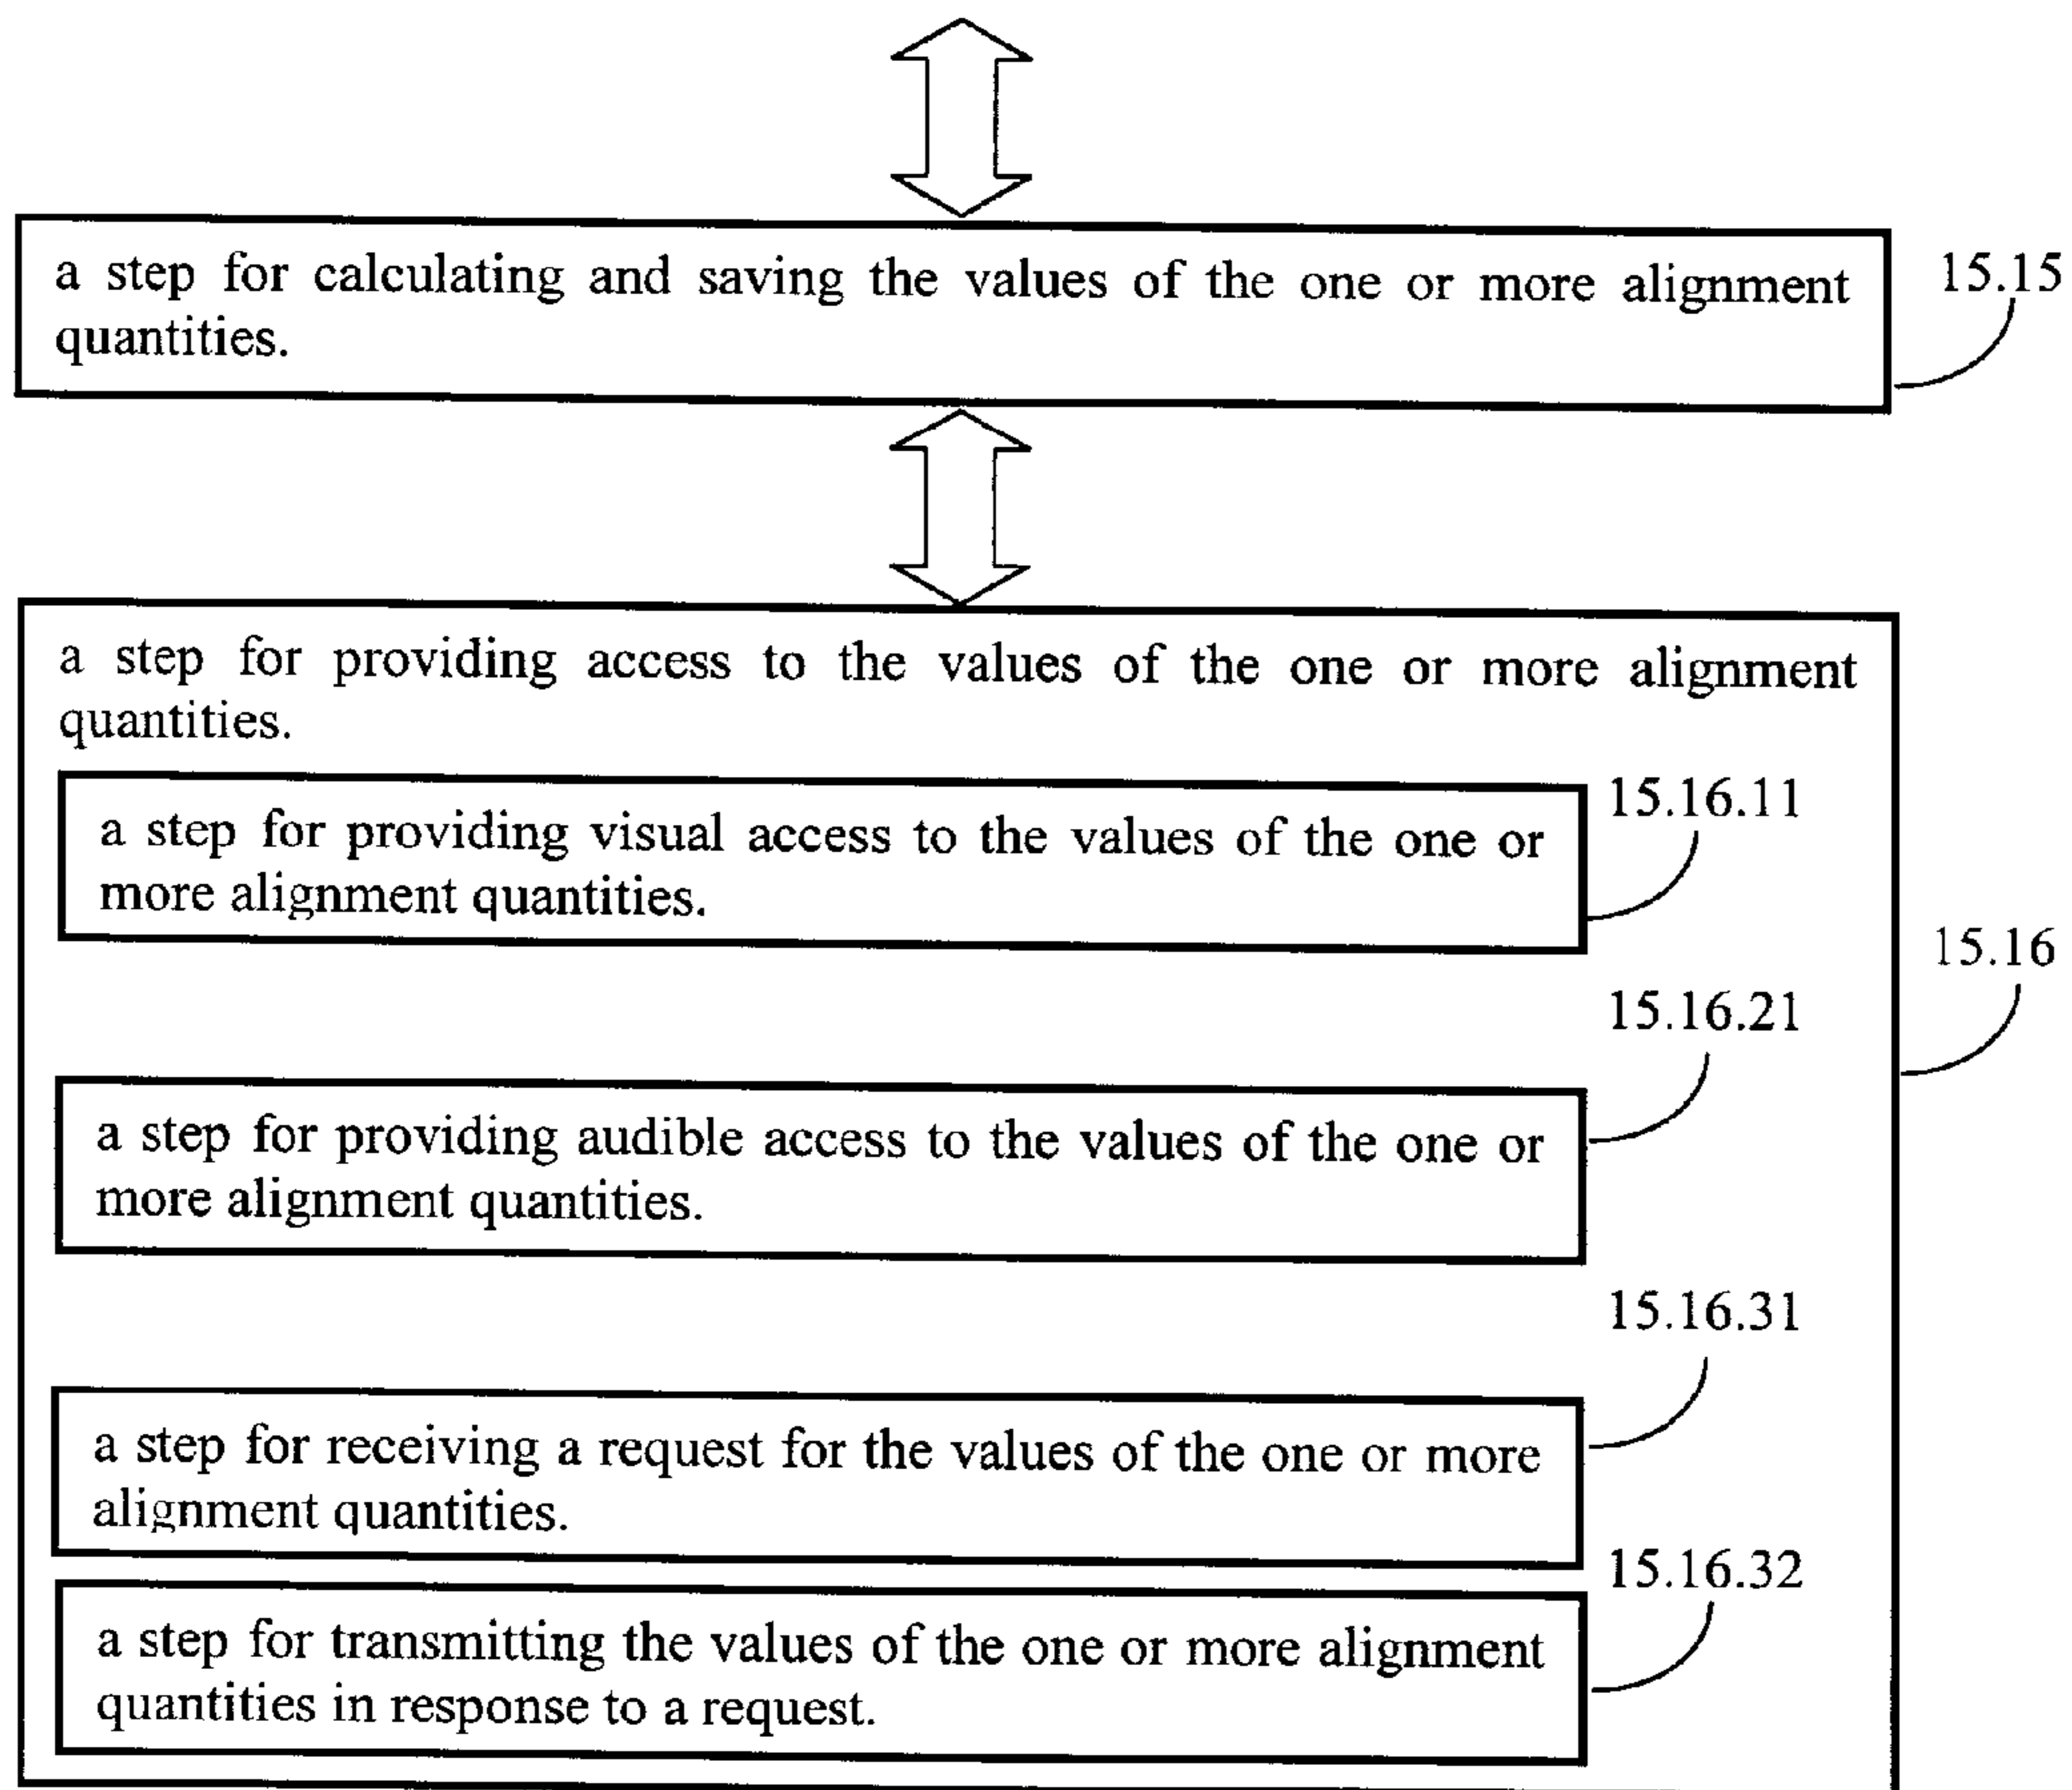 a step for calculating and saving the values of the one or more alignment
quantities.
15.15
a step for providing access to the values of the one or more alignment
quantities.
15.16.11
a step for providing visual access to the values of the one or
more alignment quantities.
15.16
15.16.21
a step for providing audible access to the values of the one or
more alignment quantities.
15.16.31
a step for receiving a request for the values of the one or more
alignment quantities.
15.16.32
a step for transmitting the values of the one or more alignment
quantities in response to a request.